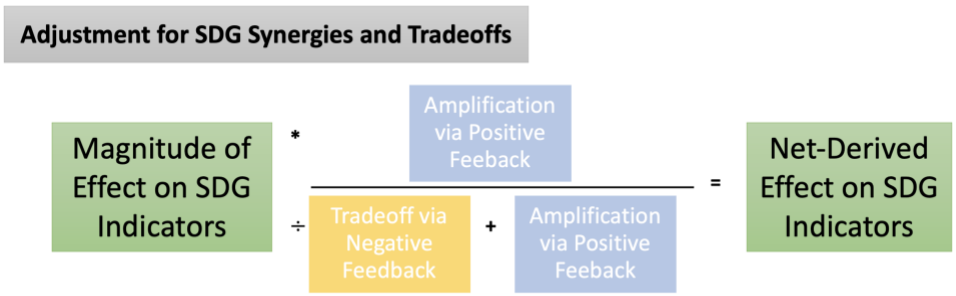 Adjustment for SDG Synergies and Tradeoffs
Magnitude of
Effect on SDG
Indicators
*
Amplification
via Positive
Feeback
÷
Tradeoff via
Negative
Feedback
+
Amplification
via Positive
Feeback
=
Net-Derived
Effect on SDG
Indicators